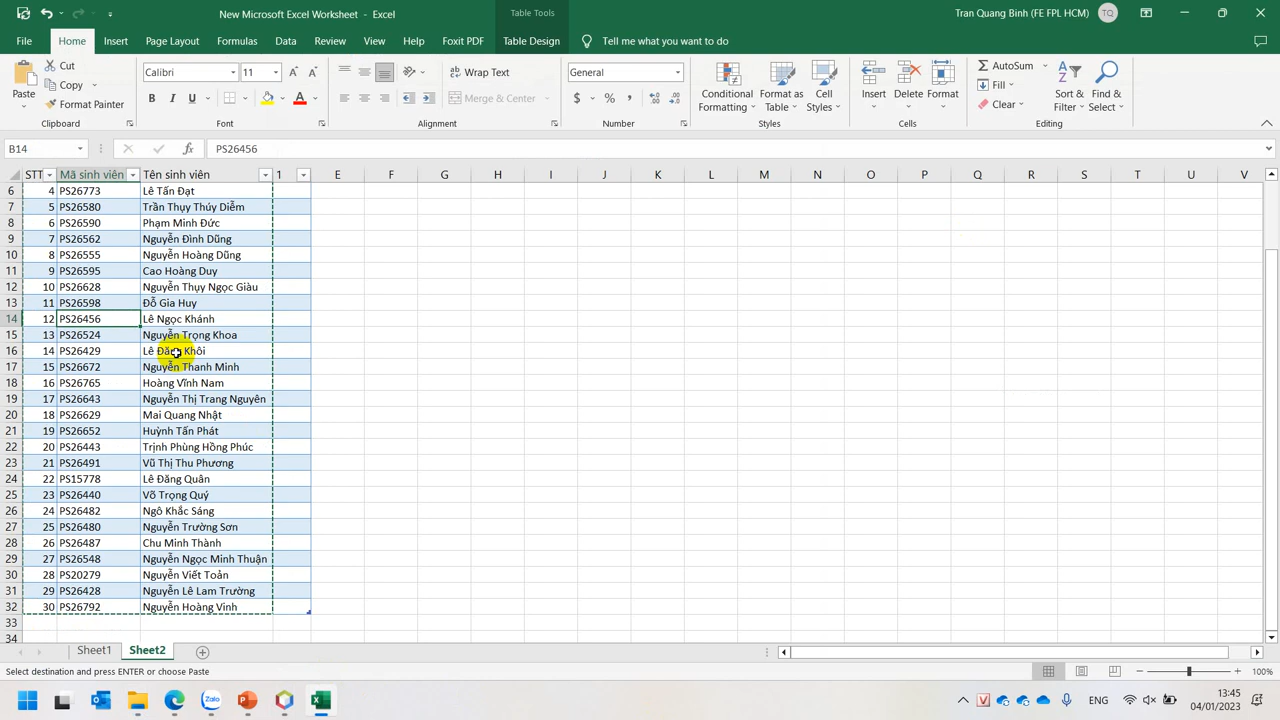 New Microsoft Excel Worksheet - Excel
Table Tools
Tran Quang Binh (FE FPL HCM)
TQ
File Home Insert Page Layout Formulas Data Review View Help Foxit PDF Table Design Tell me what you want to do
Paste
Cut
Copy
Format Painter
Clipboard
Calibri 11
B I U A
Font
Wrap Text
Merge & Center
Alignment
General
$ % ,
Number
Conditional Formatting
Format as Table
Cell Styles
Styles
Insert
Delete
Format
Cells
AutoSum
Fill
Clear
Sort & Filter
Find & Select
Editing
B14 fx PS26456
STT Mã sinh viên Tên sinh viên 1 E F G H I J K L M N O P Q R S T U V
6 4 PS26773 Lê Tấn Đạt
7 5 PS26580 Trần Thụy Thúy Diễm
8 6 PS26590 Phạm Minh Đức
9 7 PS26562 Nguyễn Đình Dũng
10 8 PS26555 Nguyễn Hoàng Dũng
11 9 PS26595 Cao Hoàng Duy
12 10 PS26628 Nguyễn Thụy Ngọc Giàu
13 11 PS26598 Đỗ Gia Huy
14 12 PS26456 Lê Ngọc Khánh
15 13 PS26524 Nguyễn Trọng Khoa
16 14 PS26429 Lê Đăng Khôi
17 15 PS26672 Nguyễn Thanh Minh
18 16 PS26765 Hoàng Vĩnh Nam
19 17 PS26643 Nguyễn Thị Trang Nguyên
20 18 PS26629 Mai Quang Nhật
21 19 PS26652 Huỳnh Tấn Phát
22 20 PS26443 Trịnh Phùng Hồng Phúc
23 21 PS26491 Vũ Thị Thu Phương
24 22 PS15778 Lê Đăng Quân
25 23 PS26440 Võ Trọng Quý
26 24 PS26482 Ngô Khắc Sáng
27 25 PS26480 Nguyễn Trường Sơn
28 26 PS26487 Chu Minh Thành
29 27 PS26548 Nguyễn Ngọc Minh Thuận
30 28 PS20279 Nguyễn Viết Toản
31 29 PS26428 Nguyễn Lê Lam Trường
32 30 PS26792 Nguyễn Hoàng Vinh
33
34
Sheet1 Sheet2
Select destination and press ENTER or choose Paste
100%
Zalo
ENG
13:45
04/01/2023